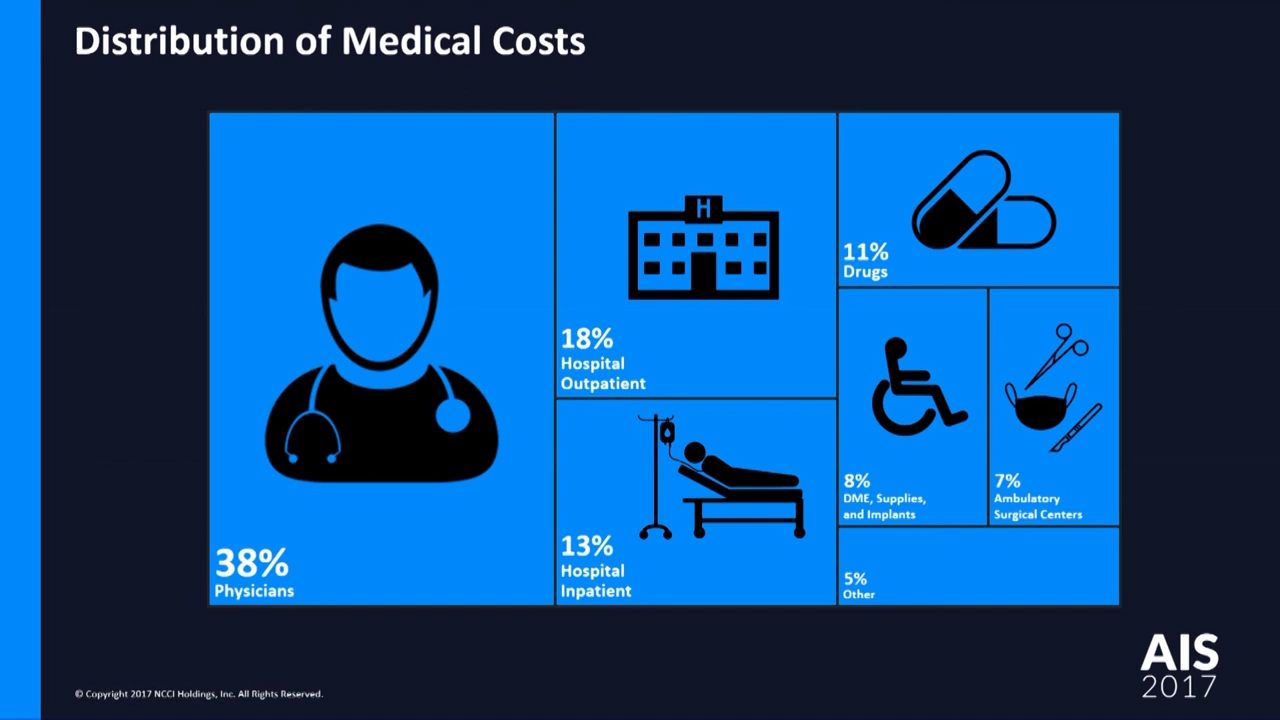 Distribution of Medical Costs
38%
Physicians
H
18%
Hospital
Outpatient
13%
Hospital
Inpatient
11%
Drugs
8%
DME, Supplies,
and Implants
7%
Ambulatory
Surgical Centers
5%
Other
© Copyright 2017 NCCI Holdings, Inc. All Rights Reserved.
AIS
2017